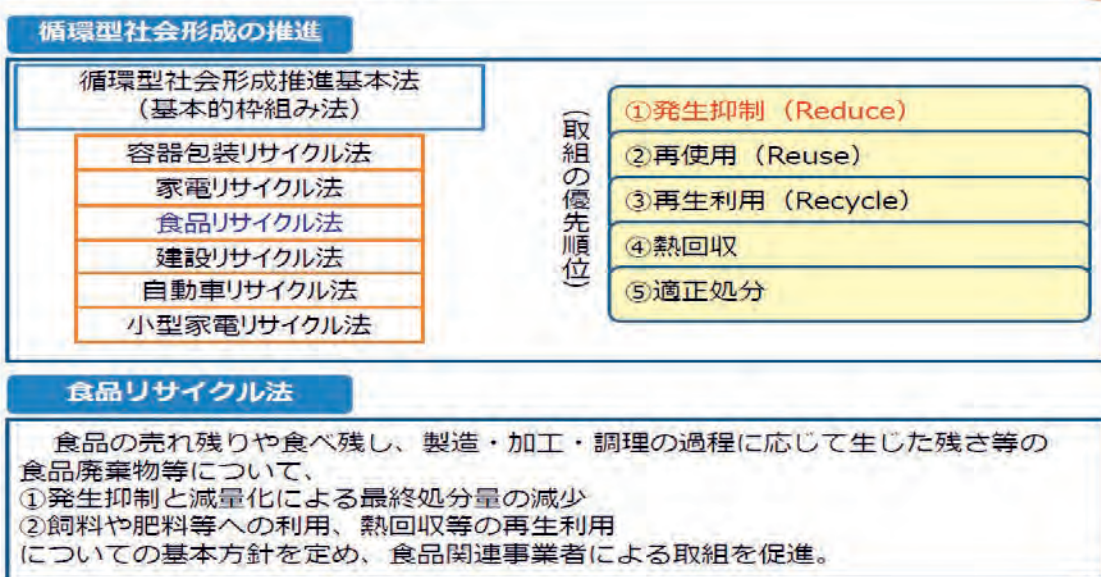 循環型社会形成の推進
循環型社会形成推進基本法
(基本的枠組み法)
容器包装リサイクル法
家電リサイクル法
食品リサイクル法
建設リサイクル法
自動車リサイクル法
小型家電リサイクル法
(取組の優先順位)
①発生抑制（Reduce）
②再使用（Reuse）
③再生利用（Recycle）
④熱回収
⑤適正処分
食品リサイクル法
食品の売れ残りや食べ残し、製造・加工・調理の過程に応じて生じた残さ等の
食品廃棄物等について、
①発生抑制と減量化による最終処分量の減少
②飼料や肥料等への利用、熱回収等の再生利用
についての基本方針を定め、食品関連事業者による取組を促進。